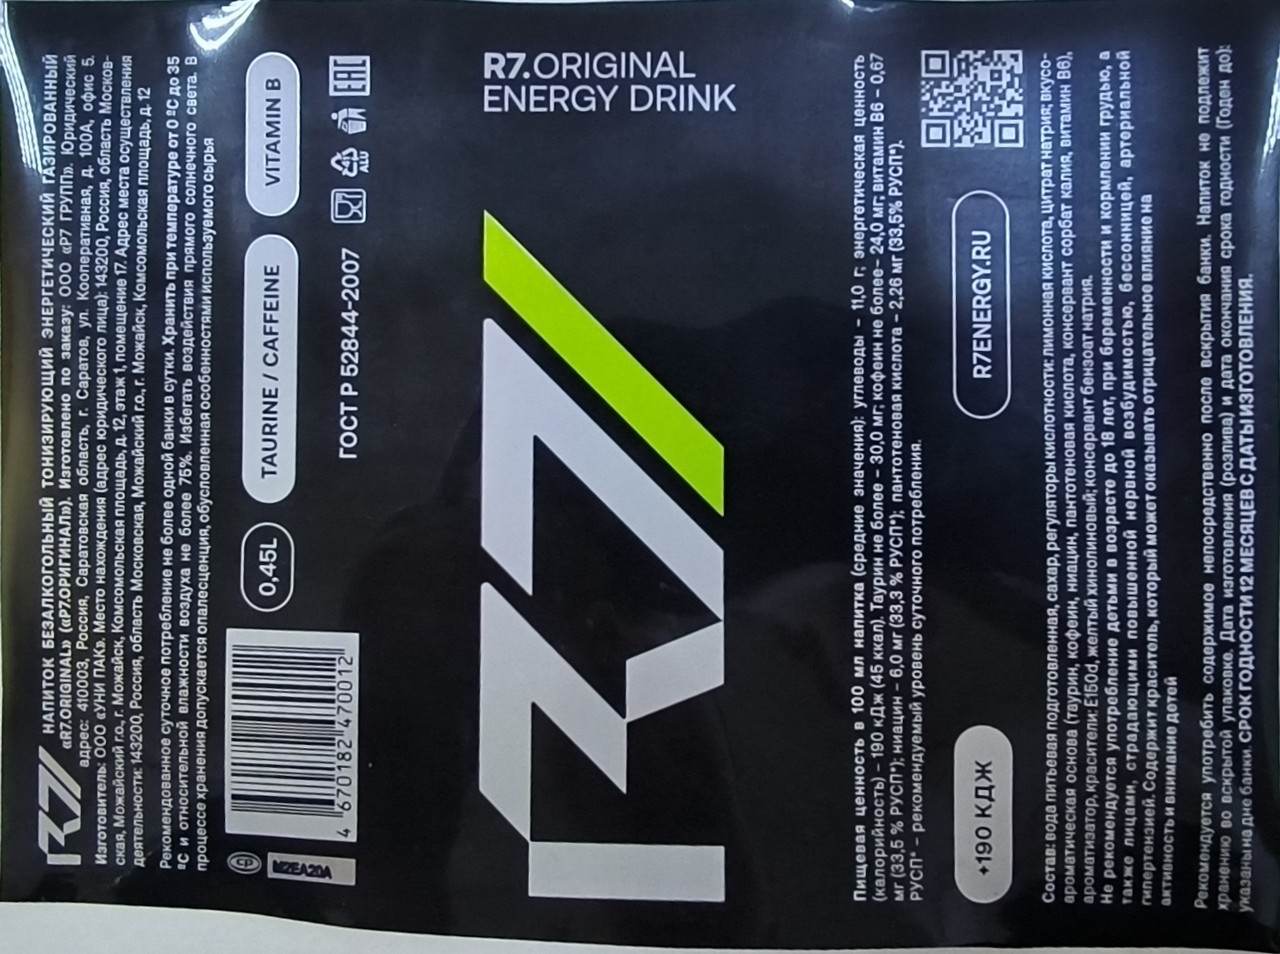 R7
НАПИТОК БЕЗАЛКОГОЛЬНЫЙ ТОНИЗИРУЮЩИЙ ЭНЕРГЕТИЧЕСКИЙ ГАЗИРОВАННЫЙ
«R7.ORIGINAL» («Р7.ОРИГИНАЛ»). Изготовлено по заказу: ООО «Р7 ГРУПП». Юридический
адрес: 410003, Россия, Саратовская область, г. Саратов, ул. Кооперативная, д. 100А, офис 5.
Изготовитель: ООО «УНИ ПАК». Место нахождения (адрес юридического лица): 143200, Россия, область Москов-
ская, Можайский г.о., г. Можайск, Комсомольская площадь, д. 12, этаж 1, помещение 17. Адрес места осуществления
деятельности: 143200, Россия, область Московская, Можайский г.о., г. Можайск, Комсомольская площадь, д. 12
Рекомендованное суточное потребление не более одной банки в сутки. Хранить при температуре от 0 ºС до 35
ºС и относительной влажности воздуха не более 75%. Избегать воздействия прямого солнечного света. В
процессе хранения допускается опалесценция, обусловленная особенностями используемого сырья
M2EA20A
4 670182 470012
0,45L
TAURINE / CAFFEINE
VITAMIN B
ГОСТ Р 52844-2007
41
ALU
EAC
R7
R7.ORIGINAL
ENERGY DRINK
Пищевая ценность в 100 мл напитка (средние значения): углеводы – 11,0 г; энергетическая ценность
(калорийность) – 190 кДж (45 ккал). Таурин не более – 30,0 мг; кофеин не более– 24,0 мг; витамин В6 – 0,67
мг (33,5 % РУСП*); ниацин – 6,0 мг (33,3 % РУСП*); пантотеновая кислота – 2,26 мг (33,5% РУСП*).
РУСП* – рекомендуемый уровень суточного потребления.
+190 КДЖ
R7ENERGY.RU
Состав: вода питьевая подготовленная, сахар, регуляторы кислотности: лимонная кислота, цитрат натрия; вкусо-
ароматическая основа (таурин, кофеин, ниацин, пантотеновая кислота, консервант сорбат калия, витамин В6),
ароматизатор, красители: Е150d, желтый хинолиновый; консервант бензоат натрия.
Не рекомендуется употребление детьми в возрасте до 18 лет, при беременности и кормлении грудью, а
также лицами, страдающими повышенной нервной возбудимостью, бессонницей, артериальной
гипертензией. Содержит краситель, который может оказывать отрицательное влияние на
активность и внимание детей
Рекомендуется употребить содержимое непосредственно после вскрытия банки. Напиток не подлежит
хранению во вскрытой упаковке. Дата изготовления (розлива) и дата окончания срока годности (Годен до):
указаны на дне банки. СРОК ГОДНОСТИ 12 МЕСЯЦЕВ С ДАТЫ ИЗГОТОВЛЕНИЯ.